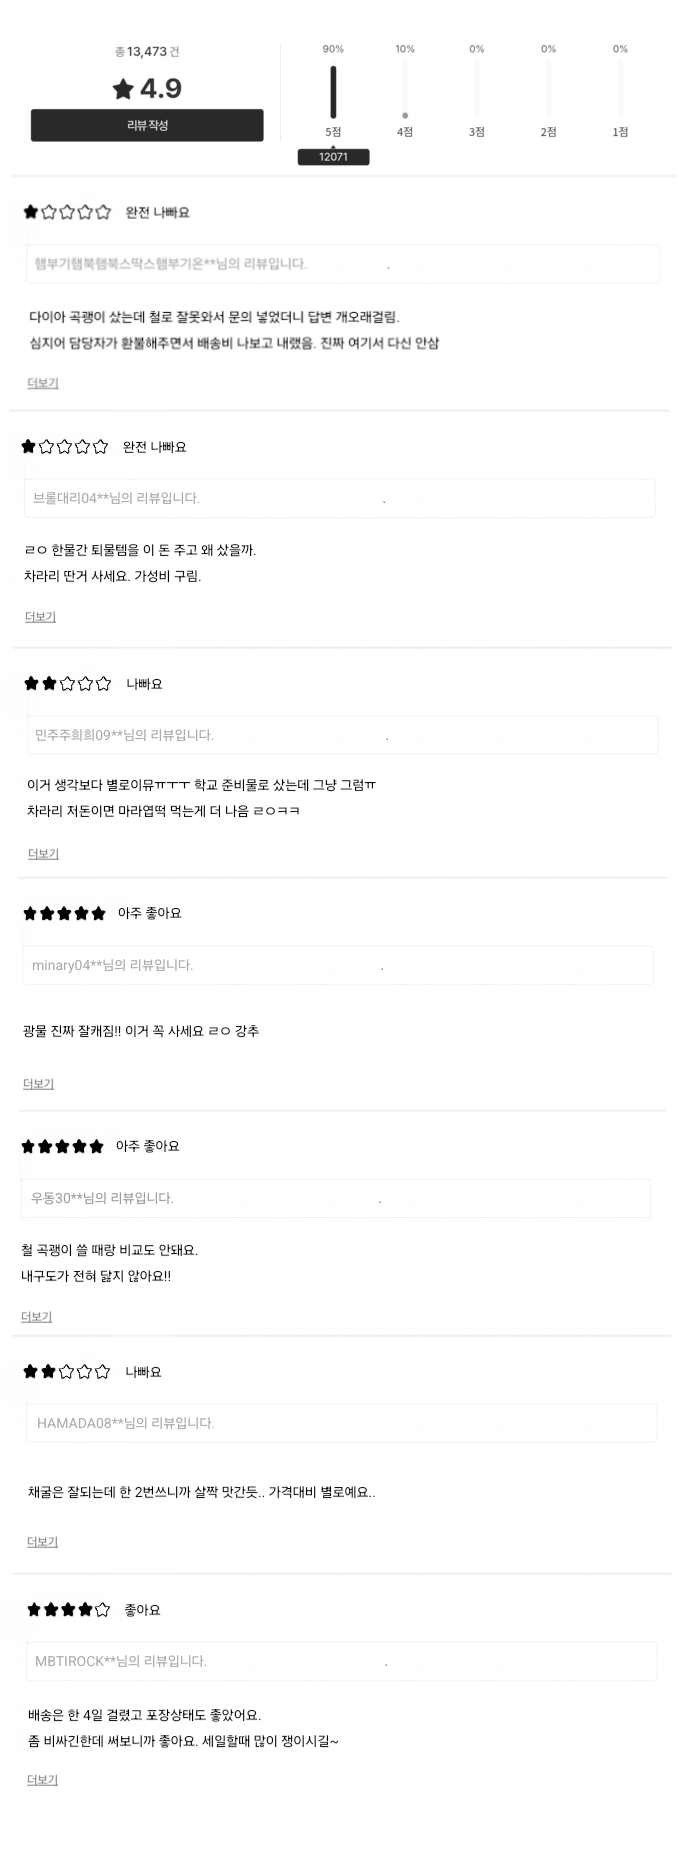 총 13,473 건
★ 4.9
리뷰작성
90% 10% 0% 0% 0%
5점 4점 3점 2점 1점
12071
★☆☆☆☆ 완전 나빠요
햄부기햄북햄북스딱스햄부기온**님의 리뷰입니다.
다이아 곡괭이 샀는데 철로 잘못와서 문의 넣었더니 답변 개오래걸림.
심지어 담당자가 환불해주면서 배송비 나보고 내랬음. 진짜 여기서 다신 안삼
더보기
★☆☆☆☆ 완전 나빠요
브롤대리04**님의 리뷰입니다.
ㄹㅇ 한물간 퇴물템을 이 돈 주고 왜 샀을까.
차라리 딴거 사세요. 가성비 구림.
더보기
★★☆☆☆ 나빠요
민주주희희09**님의 리뷰입니다.
이거 생각보다 별로이뮤ㅠㅜㅜ 학교 준비물로 샀는데 그냥 그럼ㅠ
차라리 저돈이면 마라엽떡 먹는게 더 나음 ㄹㅇㅋㅋ
더보기
★★★★★ 아주 좋아요
minary04**님의 리뷰입니다.
광물 진짜 잘캐짐!! 이거 꼭 사세요 ㄹㅇ 강추
더보기
★★★★★ 아주 좋아요
우동30**님의 리뷰입니다.
철 곡괭이 쓸 때랑 비교도 안돼요.
내구도가 전혀 닳지 않아요!!
더보기
★★☆☆☆ 나빠요
HAMADA08**님의 리뷰입니다.
채굴은 잘되는데 한 2번쓰니까 살짝 맛간듯.. 가격대비 별로예요..
더보기
★★★★☆ 좋아요
MBTIROCK**님의 리뷰입니다.
배송은 한 4일 걸렸고 포장상태도 좋았어요.
좀 비싸긴한데 써보니까 좋아요. 세일할때 많이 쟁이시길~
더보기